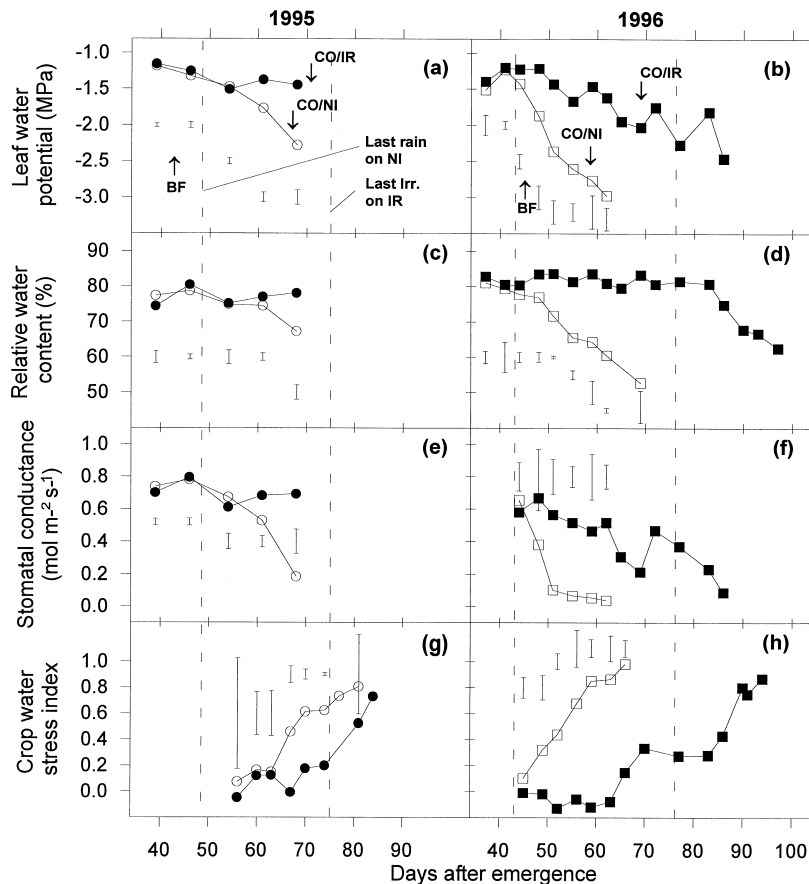 1995
1996
Leaf water
potential (MPa)
-1.0
-1.5
-2.0
-2.5
-3.0
(a)
CO/IR
CO/NI
BF
Last rain
on NI
Last Irr.
on IR
(b)
CO/IR
CO/NI
BF
Relative water
content (%)
90
80
70
60
50
(c)
(d)
Stomatal conductance
(mol m-2 s-1)
1.0
0.8
0.6
0.4
0.2
0.0
(e)
(f)
Crop water
stress index
1.0
0.8
0.6
0.4
0.2
0.0
(g)
(h)
40 50 60 70 80 90
40 50 60 70 80 90 100
Days after emergence